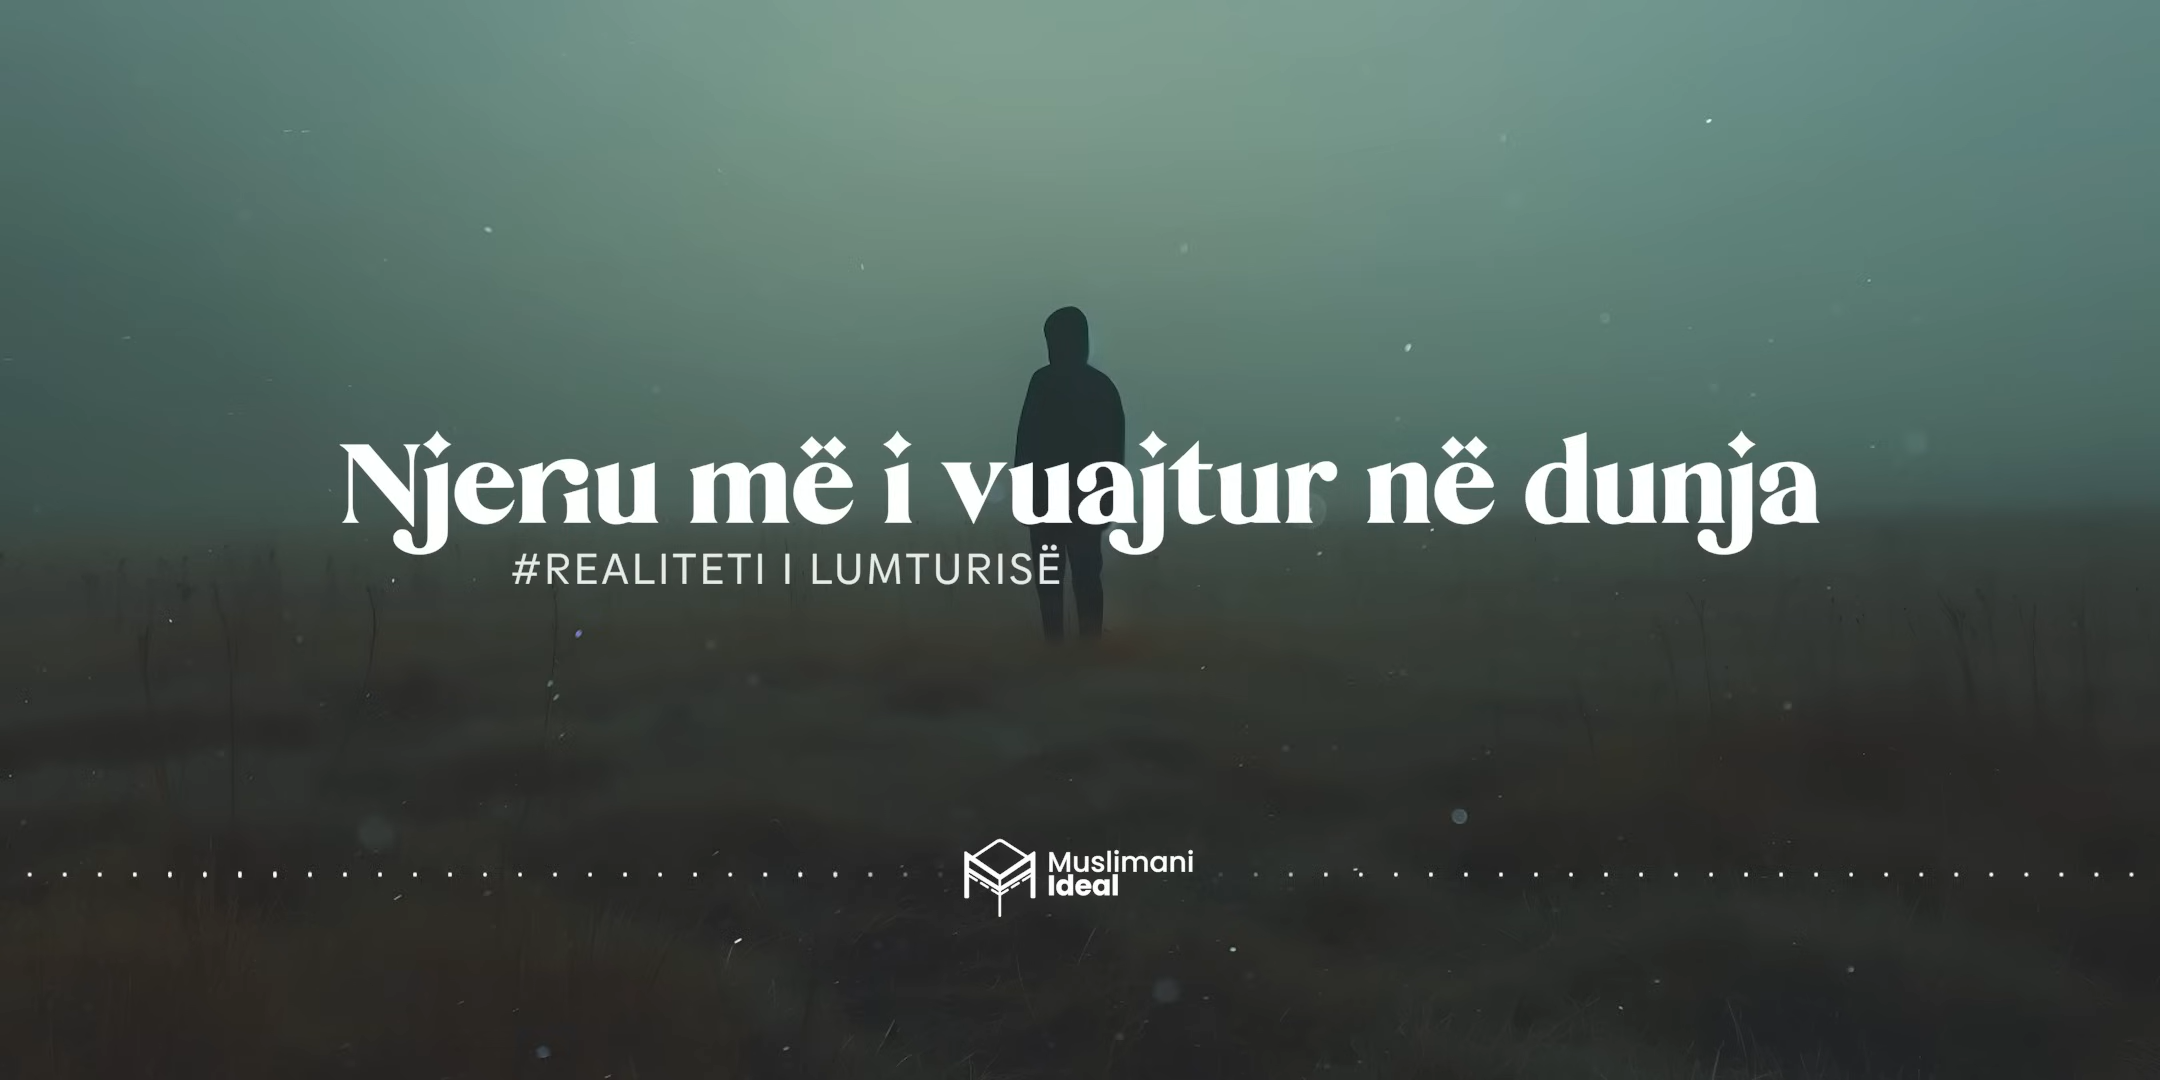 Njeriu më i vuajtur në dunja
#REALITETI I LUMTURISË
Muslimani
Ideal